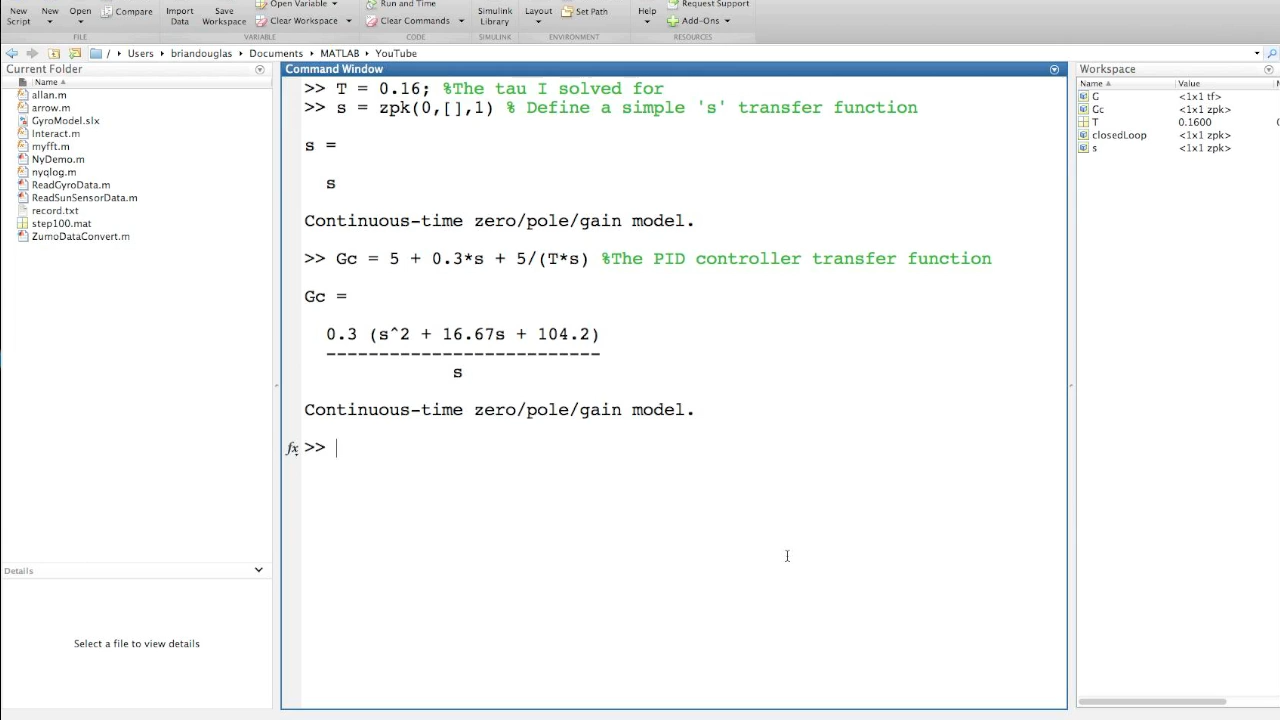 Open Variable
Run and Time
Request Support
New Script
New
Open
Compare
Import Data
Save Workspace
Clear Workspace
Clear Commands
Simulink Library
Layout
Set Path
Help
Add-Ons
FILE
VARIABLE
CODE
SIMULINK
ENVIRONMENT
RESOURCES
/ Users briandouglas Documents MATLAB YouTube
Current Folder
Name
allan.m
arrow.m
GyroModel.slx
Interact.m
myfft.m
NyDemo.m
nyqlog.m
ReadGyroData.m
ReadSunSensorData.m
record.txt
step100.mat
ZumoDataConvert.m
Details
Select a file to view details
Command Window
>> T = 0.16; %The tau I solved for
>> s = zpk(0,[],1) % Define a simple 's' transfer function
s =
s
Continuous-time zero/pole/gain model.
>> Gc = 5 + 0.3*s + 5/(T*s) %The PID controller transfer function
Gc =
0.3 (s^2 + 16.67s + 104.2)
--------------------------
s
Continuous-time zero/pole/gain model.
fx >>
Workspace
Name Value
G <1x1 tf>
Gc <1x1 zpk>
T 0.1600
closedLoop <1x1 zpk>
s <1x1 zpk>